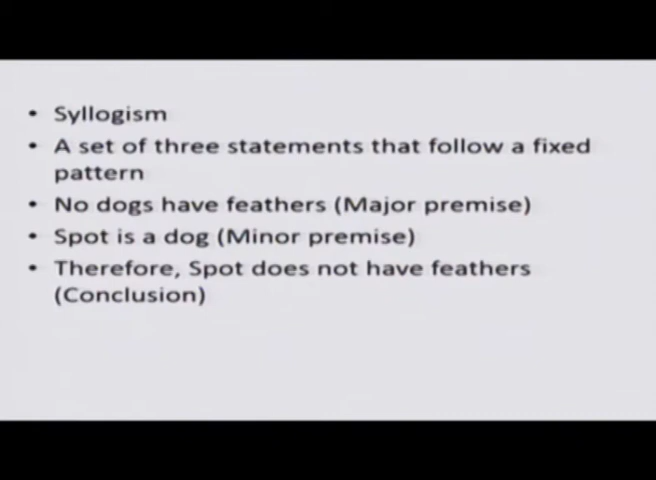 • Syllogism
• A set of three statements that follow a fixed
pattern
• No dogs have feathers (Major premise)
• Spot is a dog (Minor premise)
• Therefore, Spot does not have feathers
(Conclusion)